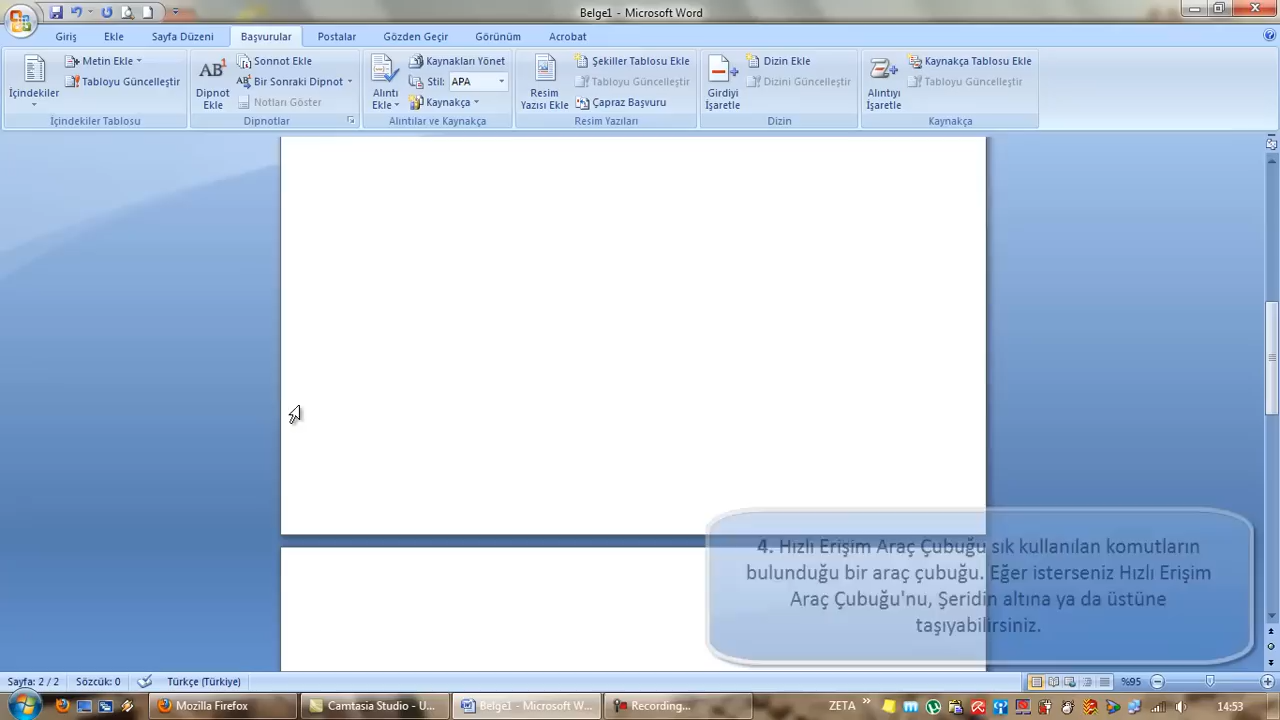 Belge1 - Microsoft Word
Giriş Ekle Sayfa Düzeni Başvurular Postalar Gözden Geçir Görünüm Acrobat
İçindekiler
Metin Ekle
Tabloyu Güncelleştir
İçindekiler Tablosu
AB¹
Dipnot
Ekle
Sonnot Ekle
Bir Sonraki Dipnot
Notları Göster
Dipnotlar
Alıntı
Ekle
Kaynakları Yönet
Stil: APA
Kaynakça
Alıntılar ve Kaynakça
Resim
Yazısı Ekle
Şekiller Tablosu Ekle
Tabloyu Güncelleştir
Çapraz Başvuru
Resim Yazıları
Girdiyi
İşaretle
Dizin Ekle
Dizini Güncelleştir
Dizin
Alıntıyı
İşaretle
Kaynakça Tablosu Ekle
Tabloyu Güncelleştir
Kaynakça
4. Hızlı Erişim Araç Çubuğu sık kullanılan komutların
bulunduğu bir araç çubuğu. Eğer isterseniz Hızlı Erişim
Araç Çubuğu'nu, Şeridin altına ya da üstüne
taşıyabilirsiniz.
Sayfa: 2 / 2 Sözcük: 0 Türkçe (Türkiye) %95
Mozilla Firefox Camtasia Studio - U... Belge1 - Microsoft W... Recording... ZETA 14:53